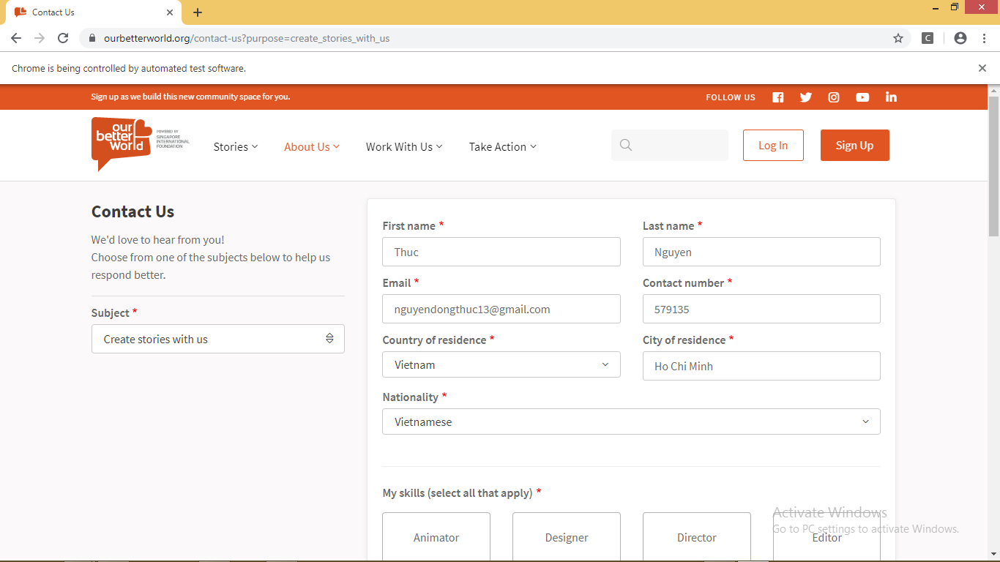 Contact Us
ourbetterworld.org/contact-us?purpose=create_stories_with_us
C
Chrome is being controlled by automated test software.
Sign up as we build this new community space for you.
FOLLOW US
our better world
POWERED BY
SINGAPORE
INTERNATIONAL
FOUNDATION
Stories
About Us
Work With Us
Take Action
Log In
Sign Up
Contact Us
We'd love to hear from you!
Choose from one of the subjects below to help us
respond better.
Subject *
Create stories with us
First name *
Last name *
Thuc
Nguyen
Email *
Contact number *
nguyendongthuc13@gmail.com
579135
Country of residence *
City of residence *
Vietnam
Ho Chi Minh
Nationality *
Vietnamese
My skills (select all that apply) *
Animator
Designer
Director
Editor
Activate Windows
Go to PC settings to activate Windows.